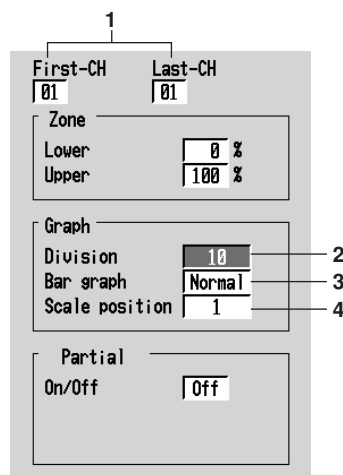 1
First-CH Last-CH
01 01
Zone
Lower 0 %
Upper 100 %
Graph
Division 10 2
Bar graph Normal 3
Scale position 1 4
Partial
On/Off Off